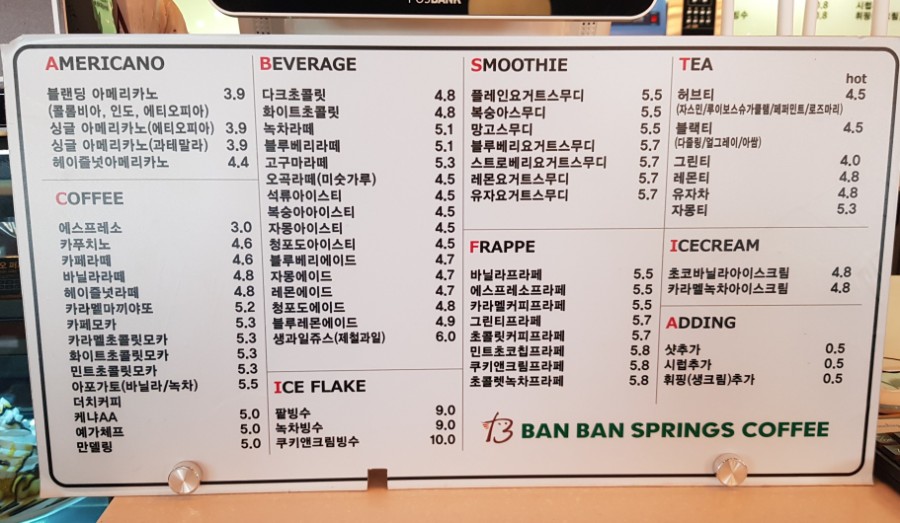 POSBANK
AMERICANO
블랜딩 아메리카노 3.9
(콜롬비아, 인도, 에티오피아)
싱글 아메리카노(에티오피아) 3.9
싱글 아메리카노(과테말라) 3.9
헤이즐넛아메리카노 4.4
COFFEE
에스프레소 3.0
카푸치노 4.6
카페라떼 4.6
바닐라라떼 4.8
헤이즐넛라떼 4.8
카라멜마끼야또 5.2
카페모카 5.3
카라멜초콜릿모카 5.3
화이트초콜릿모카 5.3
민트초콜릿모카 5.3
아포가토(바닐라/녹차) 5.5
더치커피
케냐AA 5.0
예가체프 5.0
만델링 5.0
BEVERAGE
다크초콜릿 4.8
화이트초콜릿 4.8
녹차라떼 5.1
블루베리라떼 5.1
고구마라떼 5.3
오곡라떼(미숫가루) 4.5
석류아이스티 4.5
복숭아아이스티 4.5
자몽아이스티 4.5
청포도아이스티 4.5
블루베리에이드 4.7
자몽에이드 4.7
레몬에이드 4.7
청포도에이드 4.8
블루레몬에이드 4.9
생과일쥬스(제철과일) 6.0
ICE FLAKE
팥빙수 9.0
녹차빙수 9.0
쿠키앤크림빙수 10.0
SMOOTHIE
플레인요거트스무디 5.5
복숭아스무디 5.5
망고스무디 5.5
블루베리요거트스무디 5.7
스트로베리요거트스무디 5.7
레몬요거트스무디 5.7
유자요거트스무디 5.7
FRAPPE
바닐라프라페 5.5
에스프레소프라페 5.5
카라멜커피프라페 5.5
그린티프라페 5.7
초콜릿커피프라페 5.7
민트초코칩프라페 5.8
쿠키앤크림프라페 5.8
초콜렛녹차프라페 5.8
TEA
hot
허브티 4.5
(자스민/루이보스슈가클템/페퍼민트/로즈마리)
블랙티 4.5
(다즐링/얼그레이/아쌈)
그린티 4.0
레몬티 4.8
유자차 4.8
자몽티 5.3
ICECREAM
초코바닐라아이스크림 4.8
카라멜녹차아이스크림 4.8
ADDING
샷추가 0.5
시럽추가 0.5
휘핑(생크림)추가 0.5
BAN BAN SPRINGS COFFEE